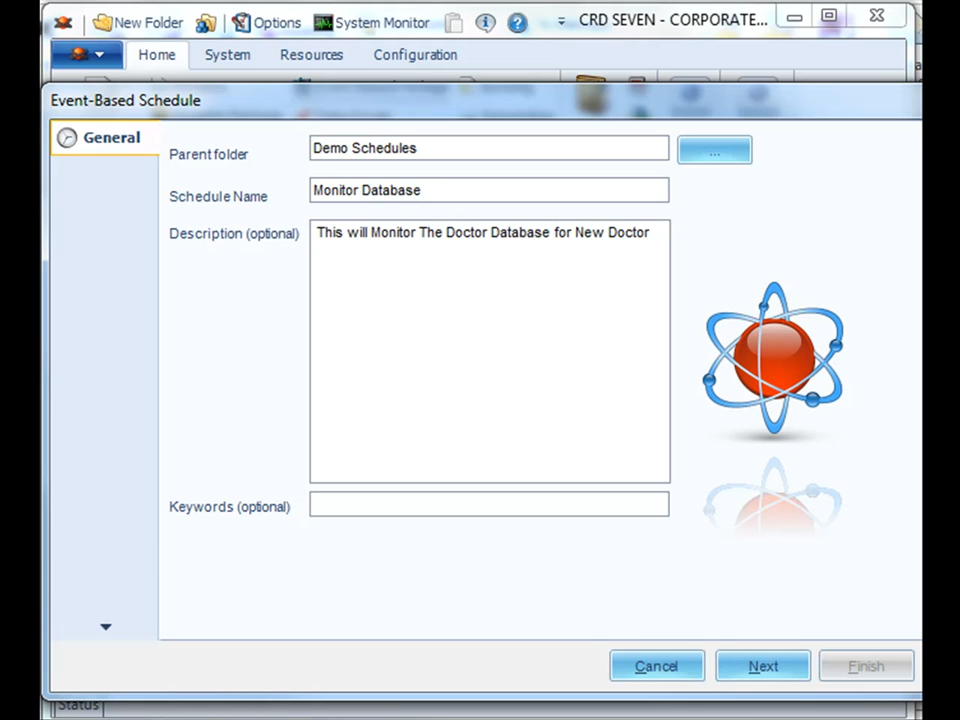 New Folder
Options
System Monitor
CRD SEVEN - CORPORATE...
Home
System
Resources
Configuration
Event-Based Schedule
General
Parent folder
Demo Schedules
...
Schedule Name
Monitor Database
Description (optional)
This will Monitor The Doctor Database for New Doctor
Keywords (optional)
Cancel
Next
Finish
Status